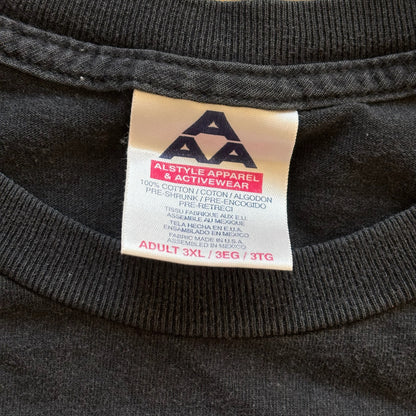 A
AA
ALSTYLE APPAREL
& ACTIVEWEAR
100% COTTON / COTON / ALGODON
PRE-SHRUNK / PRE-ENCOGIDO
PRE-RETRECI
TISSU FABRIQUE AUX E.U.
ASSEMBLE AU MEXIQUE
TELA HECHA EN E.U.A.
ENSAMBLADO EN MEXICO
FABRIC MADE IN U.S.A.
ASSEMBLED IN MEXICO
ADULT 3XL / 3EG / 3TG